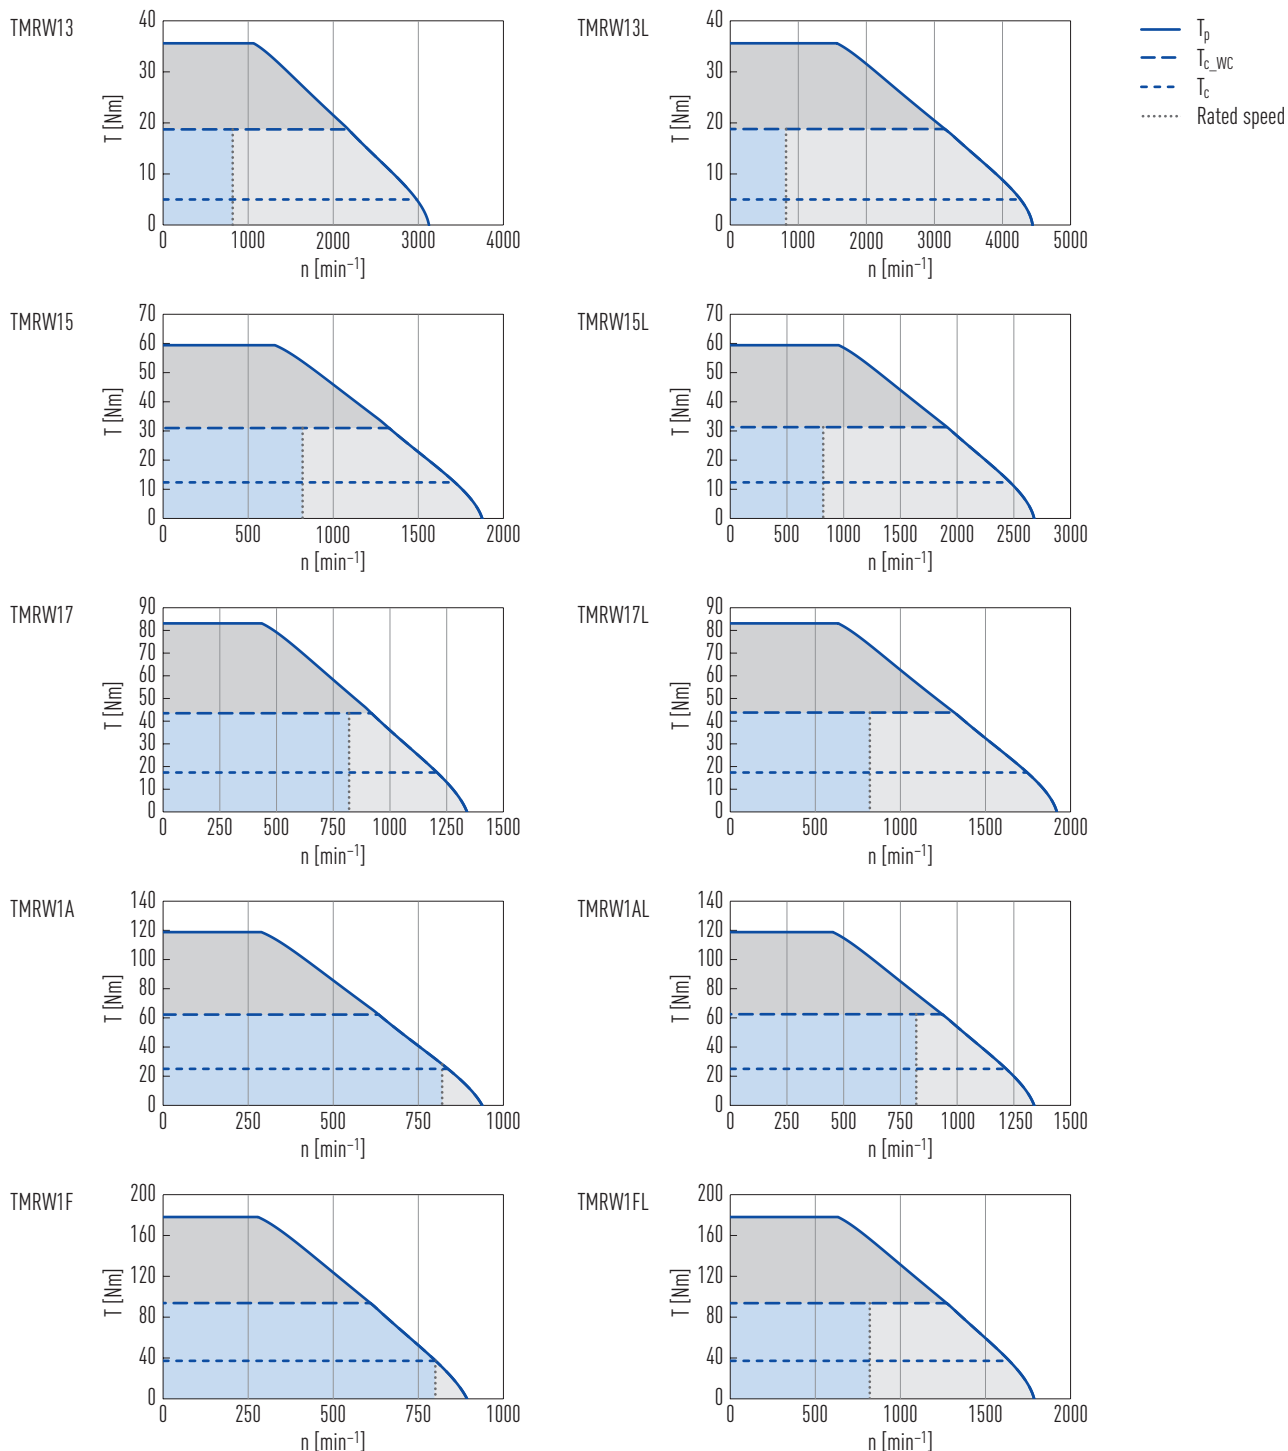 TMRW13
T [Nm]
40
30
20
10
0
0 1000 2000 3000 4000
n [min⁻¹]
TMRW13L
T [Nm]
40
30
20
10
0
0 1000 2000 3000 4000 5000
n [min⁻¹]
Tp
Tc_WC
Tc
Rated speed
TMRW15
T [Nm]
70
60
50
40
30
20
10
0
0 500 1000 1500 2000
n [min⁻¹]
TMRW15L
T [Nm]
70
60
50
40
30
20
10
0
0 500 1000 1500 2000 2500 3000
n [min⁻¹]
TMRW17
T [Nm]
90
80
70
60
50
40
30
20
10
0
0 250 500 750 1000 1250 1500
n [min⁻¹]
TMRW17L
T [Nm]
90
80
70
60
50
40
30
20
10
0
0 500 1000 1500 2000
n [min⁻¹]
TMRW1A
T [Nm]
140
120
100
80
60
40
20
0
0 250 500 750 1000
n [min⁻¹]
TMRW1AL
T [Nm]
140
120
100
80
60
40
20
0
0 250 500 750 1000 1250 1500
n [min⁻¹]
TMRW1F
T [Nm]
200
160
120
80
40
0
0 250 500 750 1000
n [min⁻¹]
TMRW1FL
T [Nm]
200
160
120
80
40
0
0 500 1000 1500 2000
n [min⁻¹]